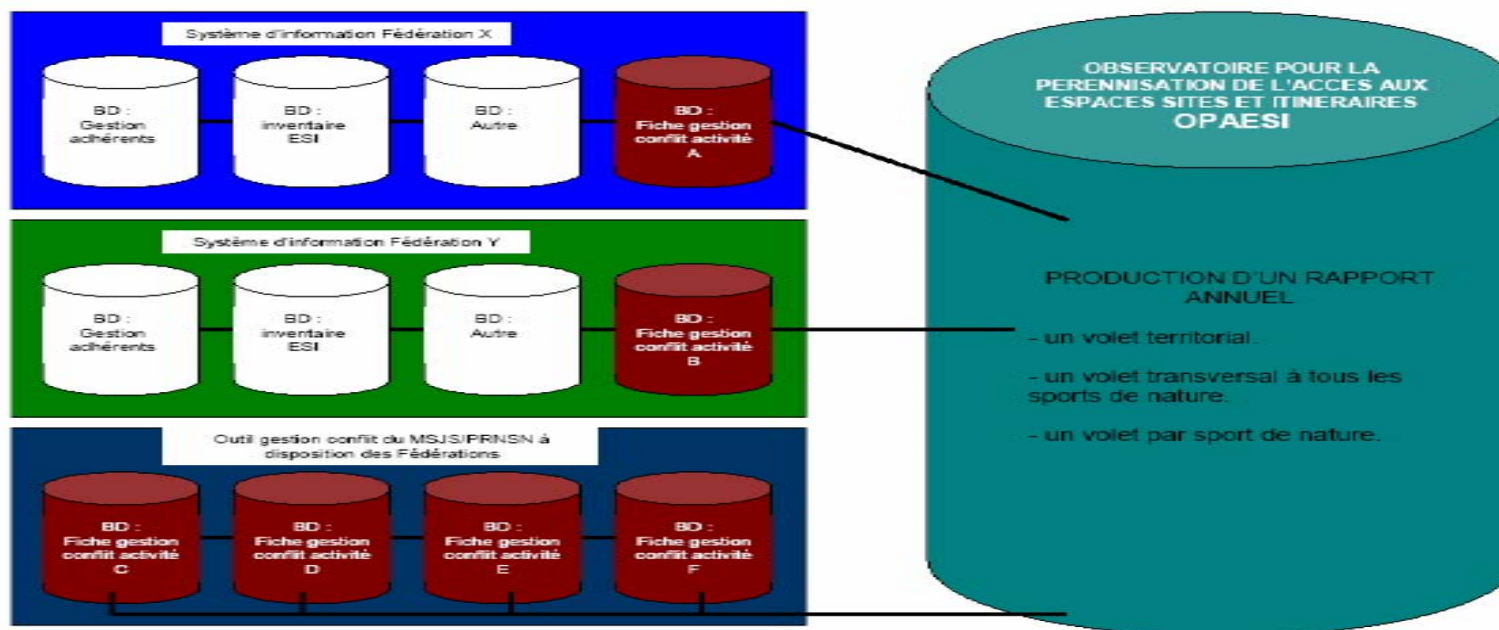 Système d'information Fédération X
BD :
Gestion
adhérents
BD :
inventaire
ESI
BD :
Autre
BD :
Fiche gestion
conflit activité
A
Système d'information Fédération Y
BD :
Gestion
adhérents
BD :
inventaire
ESI
BD :
Autre
BD :
Fiche gestion
conflit activité
B
Outil gestion conflit du MSJS/PRNSN à
disposition des Fédérations
BD :
Fiche gestion
conflit activité
C
BD :
Fiche gestion
conflit activité
D
BD :
Fiche gestion
conflit activité
E
BD :
Fiche gestion
conflit activité
F
OBSERVATOIRE POUR LA
PERENNISATION DE L'ACCES AUX
ESPACES SITES ET ITINERAIRES
OPAESI
PRODUCTION D'UN RAPPORT
ANNUEL
- un volet territorial.
- un volet transversal à tous les
sports de nature.
- un volet par sport de nature.